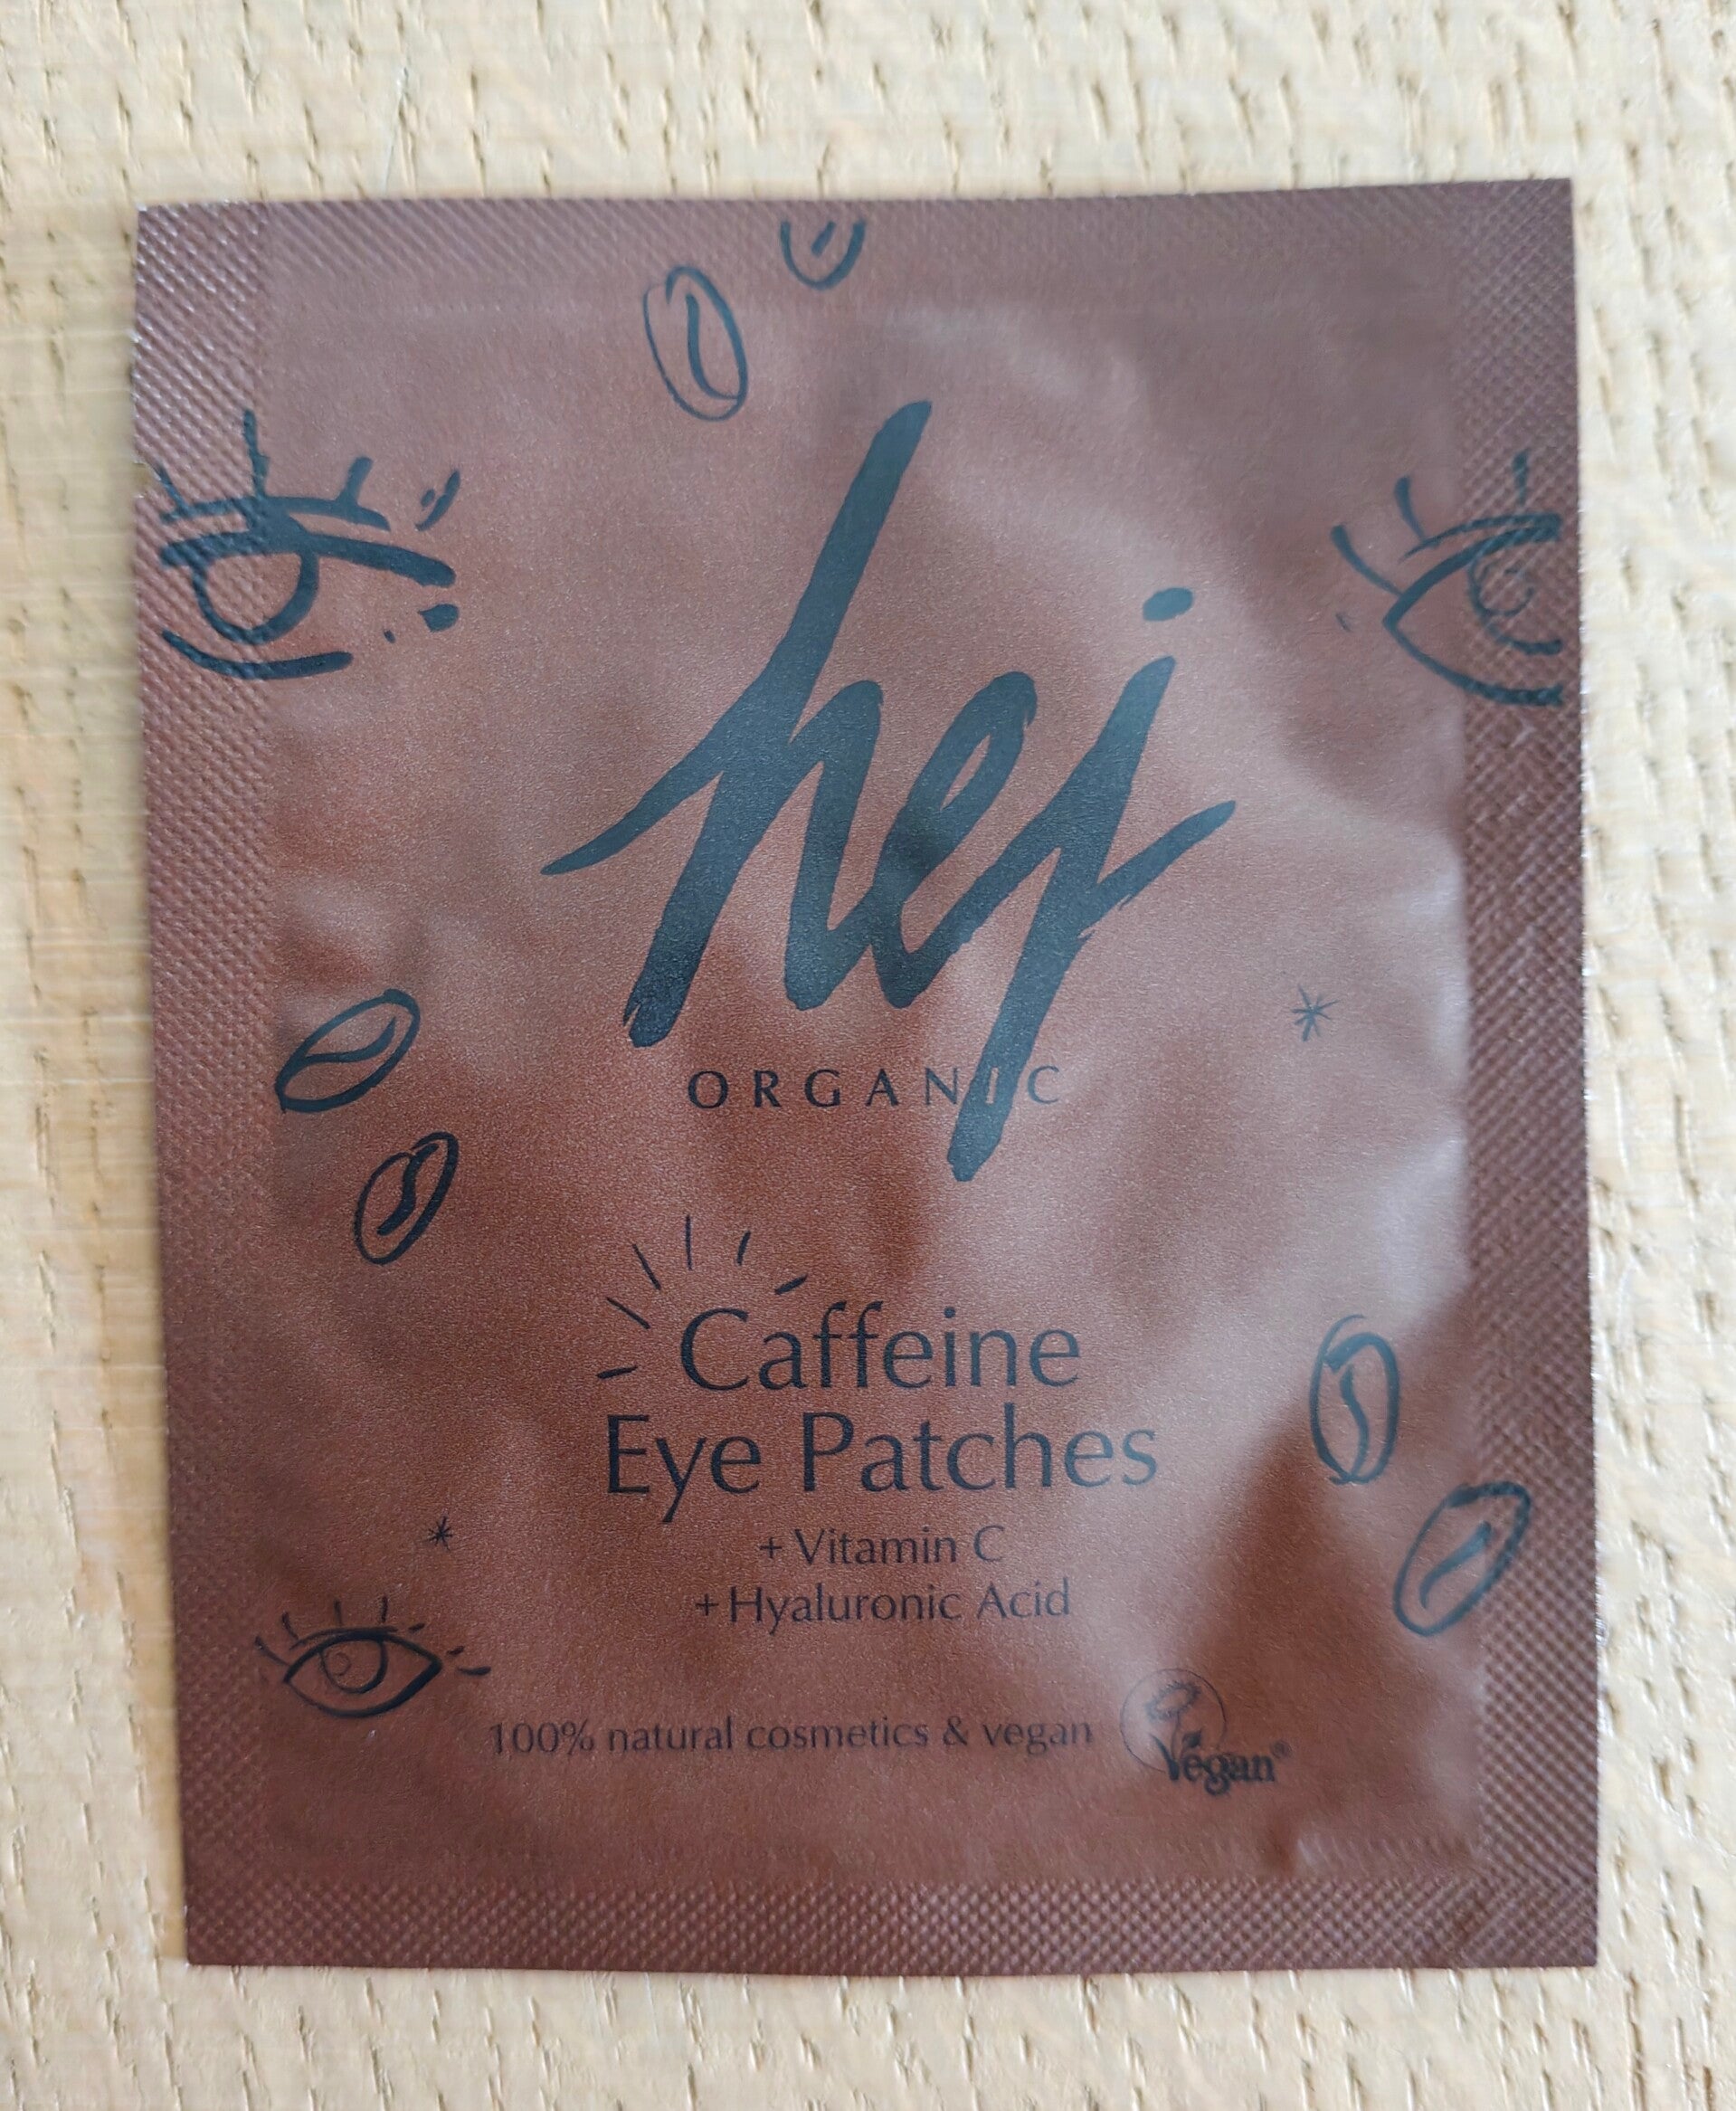 hej
ORGANIC
Caffeine
Eye Patches
+ Vitamin C
+ Hyaluronic Acid
100% natural cosmetics & vegan
Vegan®